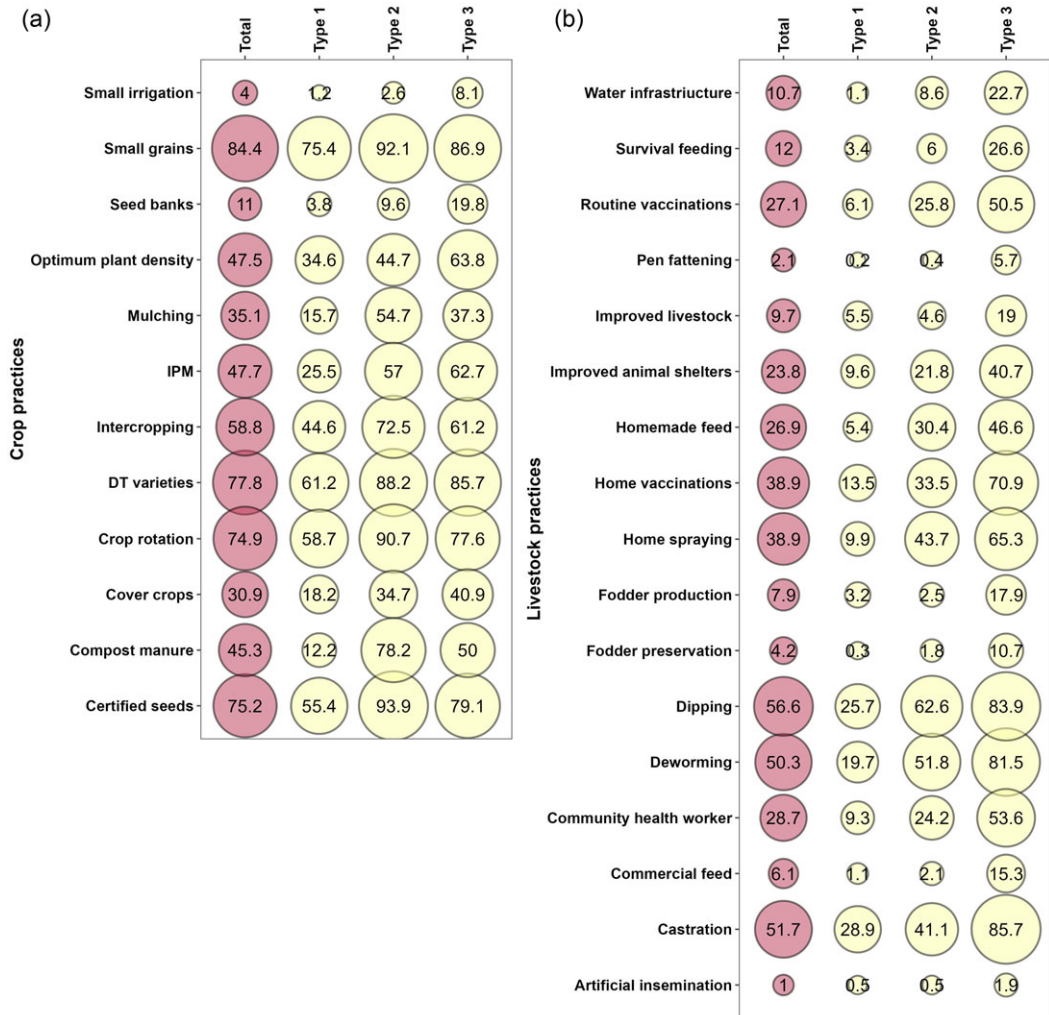 (a)
Total Type 1 Type 2 Type 3
Crop practices
Small irrigation 4 1.2 2.6 8.1
Small grains 84.4 75.4 92.1 86.9
Seed banks 11 3.8 9.6 19.8
Optimum plant density 47.5 34.6 44.7 63.8
Mulching 35.1 15.7 54.7 37.3
IPM 47.7 25.5 57 62.7
Intercropping 58.8 44.6 72.5 61.2
DT varieties 77.8 61.2 88.2 85.7
Crop rotation 74.9 58.7 90.7 77.6
Cover crops 30.9 18.2 34.7 40.9
Compost manure 45.3 12.2 78.2 50
Certified seeds 75.2 55.4 93.9 79.1
(b)
Total Type 1 Type 2 Type 3
Livestock practices
Water infrastriucture 10.7 1.1 8.6 22.7
Survival feeding 12 3.4 6 26.6
Routine vaccinations 27.1 6.1 25.8 50.5
Pen fattening 2.1 0.2 0.4 5.7
Improved livestock 9.7 5.5 4.6 19
Improved animal shelters 23.8 9.6 21.8 40.7
Homemade feed 26.9 5.4 30.4 46.6
Home vaccinations 38.9 13.5 33.5 70.9
Home spraying 38.9 9.9 43.7 65.3
Fodder production 7.9 3.2 2.5 17.9
Fodder preservation 4.2 0.3 1.8 10.7
Dipping 56.6 25.7 62.6 83.9
Deworming 50.3 19.7 51.8 81.5
Community health worker 28.7 9.3 24.2 53.6
Commercial feed 6.1 1.1 2.1 15.3
Castration 51.7 28.9 41.1 85.7
Artificial insemination 1 0.5 0.5 1.9